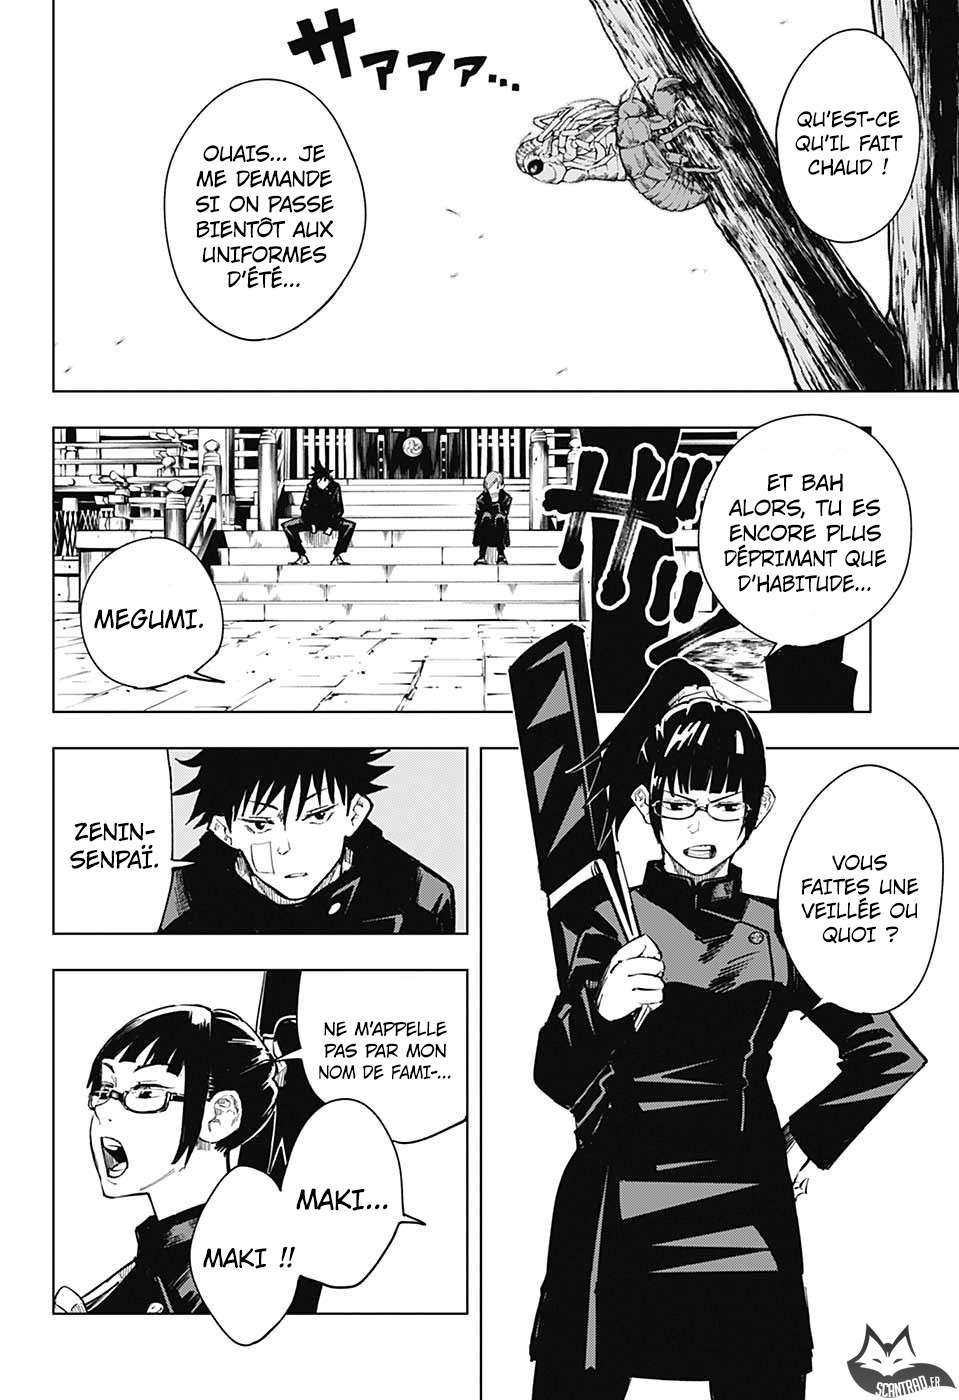 QU'EST-CE
QU'IL FAIT
CHAUD !
サァァァ...
OUAIS... JE
ME DEMANDE
SI ON PASSE
BIENTÔT AUX
UNIFORMES
D'ÉTÉ...
ET BAH
ALORS, TU ES
ENCORE PLUS
DÉPRIMANT QUE
D'HABITUDE...
MEGUMI.
VOUS
FAITES UNE
VEILLÉE OU
QUOI ?
ZENIN-
SENPAÏ.
NE M'APPELLE
PAS PAR MON
NOM DE FAMI-...
MAKI...
MAKI !!
SCANTRAD.FR